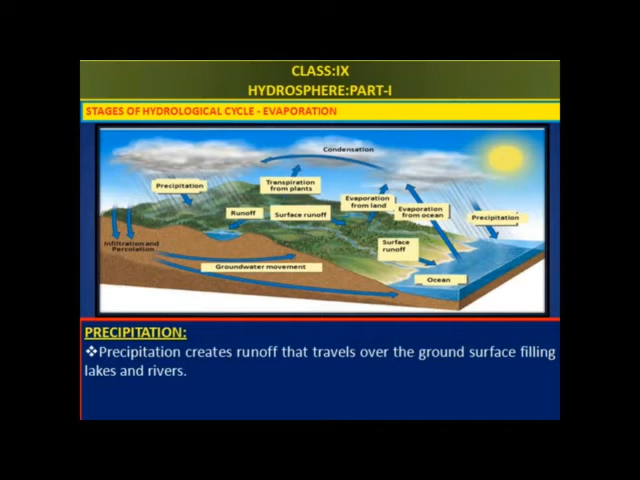 CLASS:IX
HYDROSPHERE:PART-I
STAGES OF HYDROLOGICAL CYCLE - EVAPORATION
Condensation
Precipitation
Transpiration
from plants
Evaporation
from land
Evaporation
from ocean
Precipitation
Runoff
Surface runoff
Infiltration and
Percolation
Surface
runoff
Groundwater movement
Ocean
PRECIPITATION:
❖Precipitation creates runoff that travels over the ground surface filling
lakes and rivers.